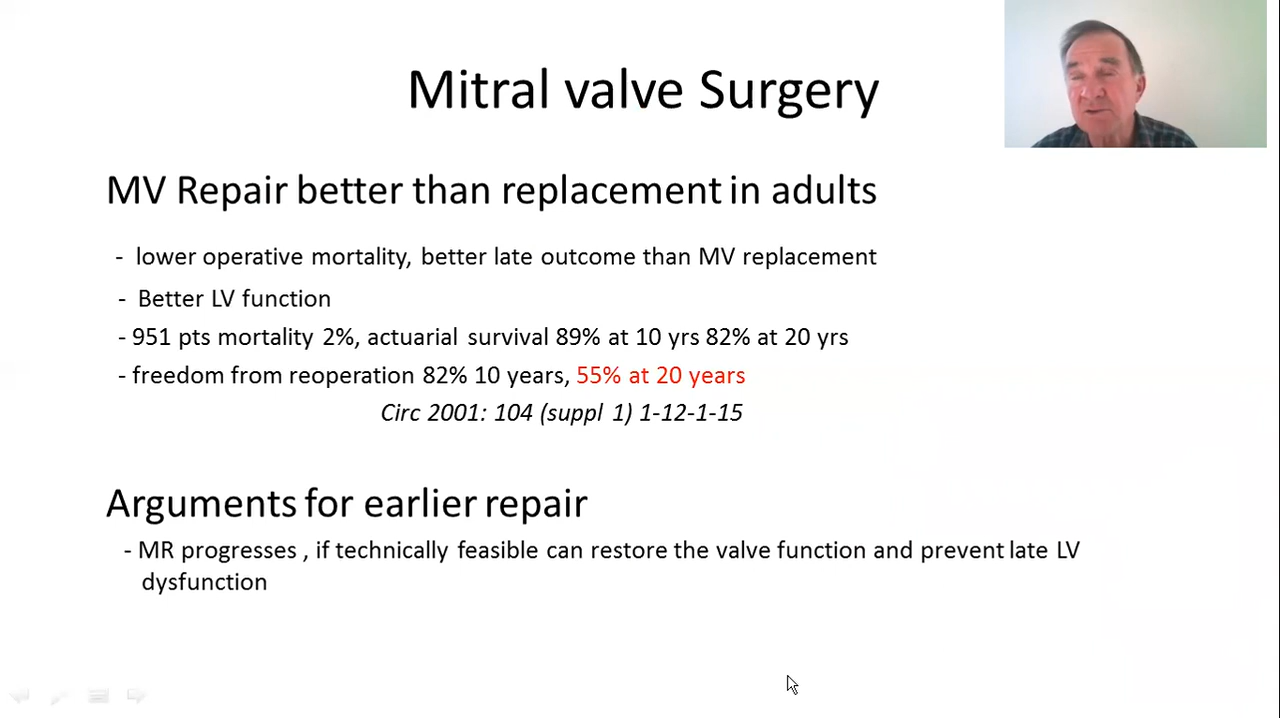 Mitral valve Surgery
MV Repair better than replacement in adults
- lower operative mortality, better late outcome than MV replacement
- Better LV function
- 951 pts mortality 2%, actuarial survival 89% at 10 yrs 82% at 20 yrs
- freedom from reoperation 82% 10 years, 55% at 20 years
Circ 2001: 104 (suppl 1) 1-12-1-15
Arguments for earlier repair
- MR progresses , if technically feasible can restore the valve function and prevent late LV
dysfunction